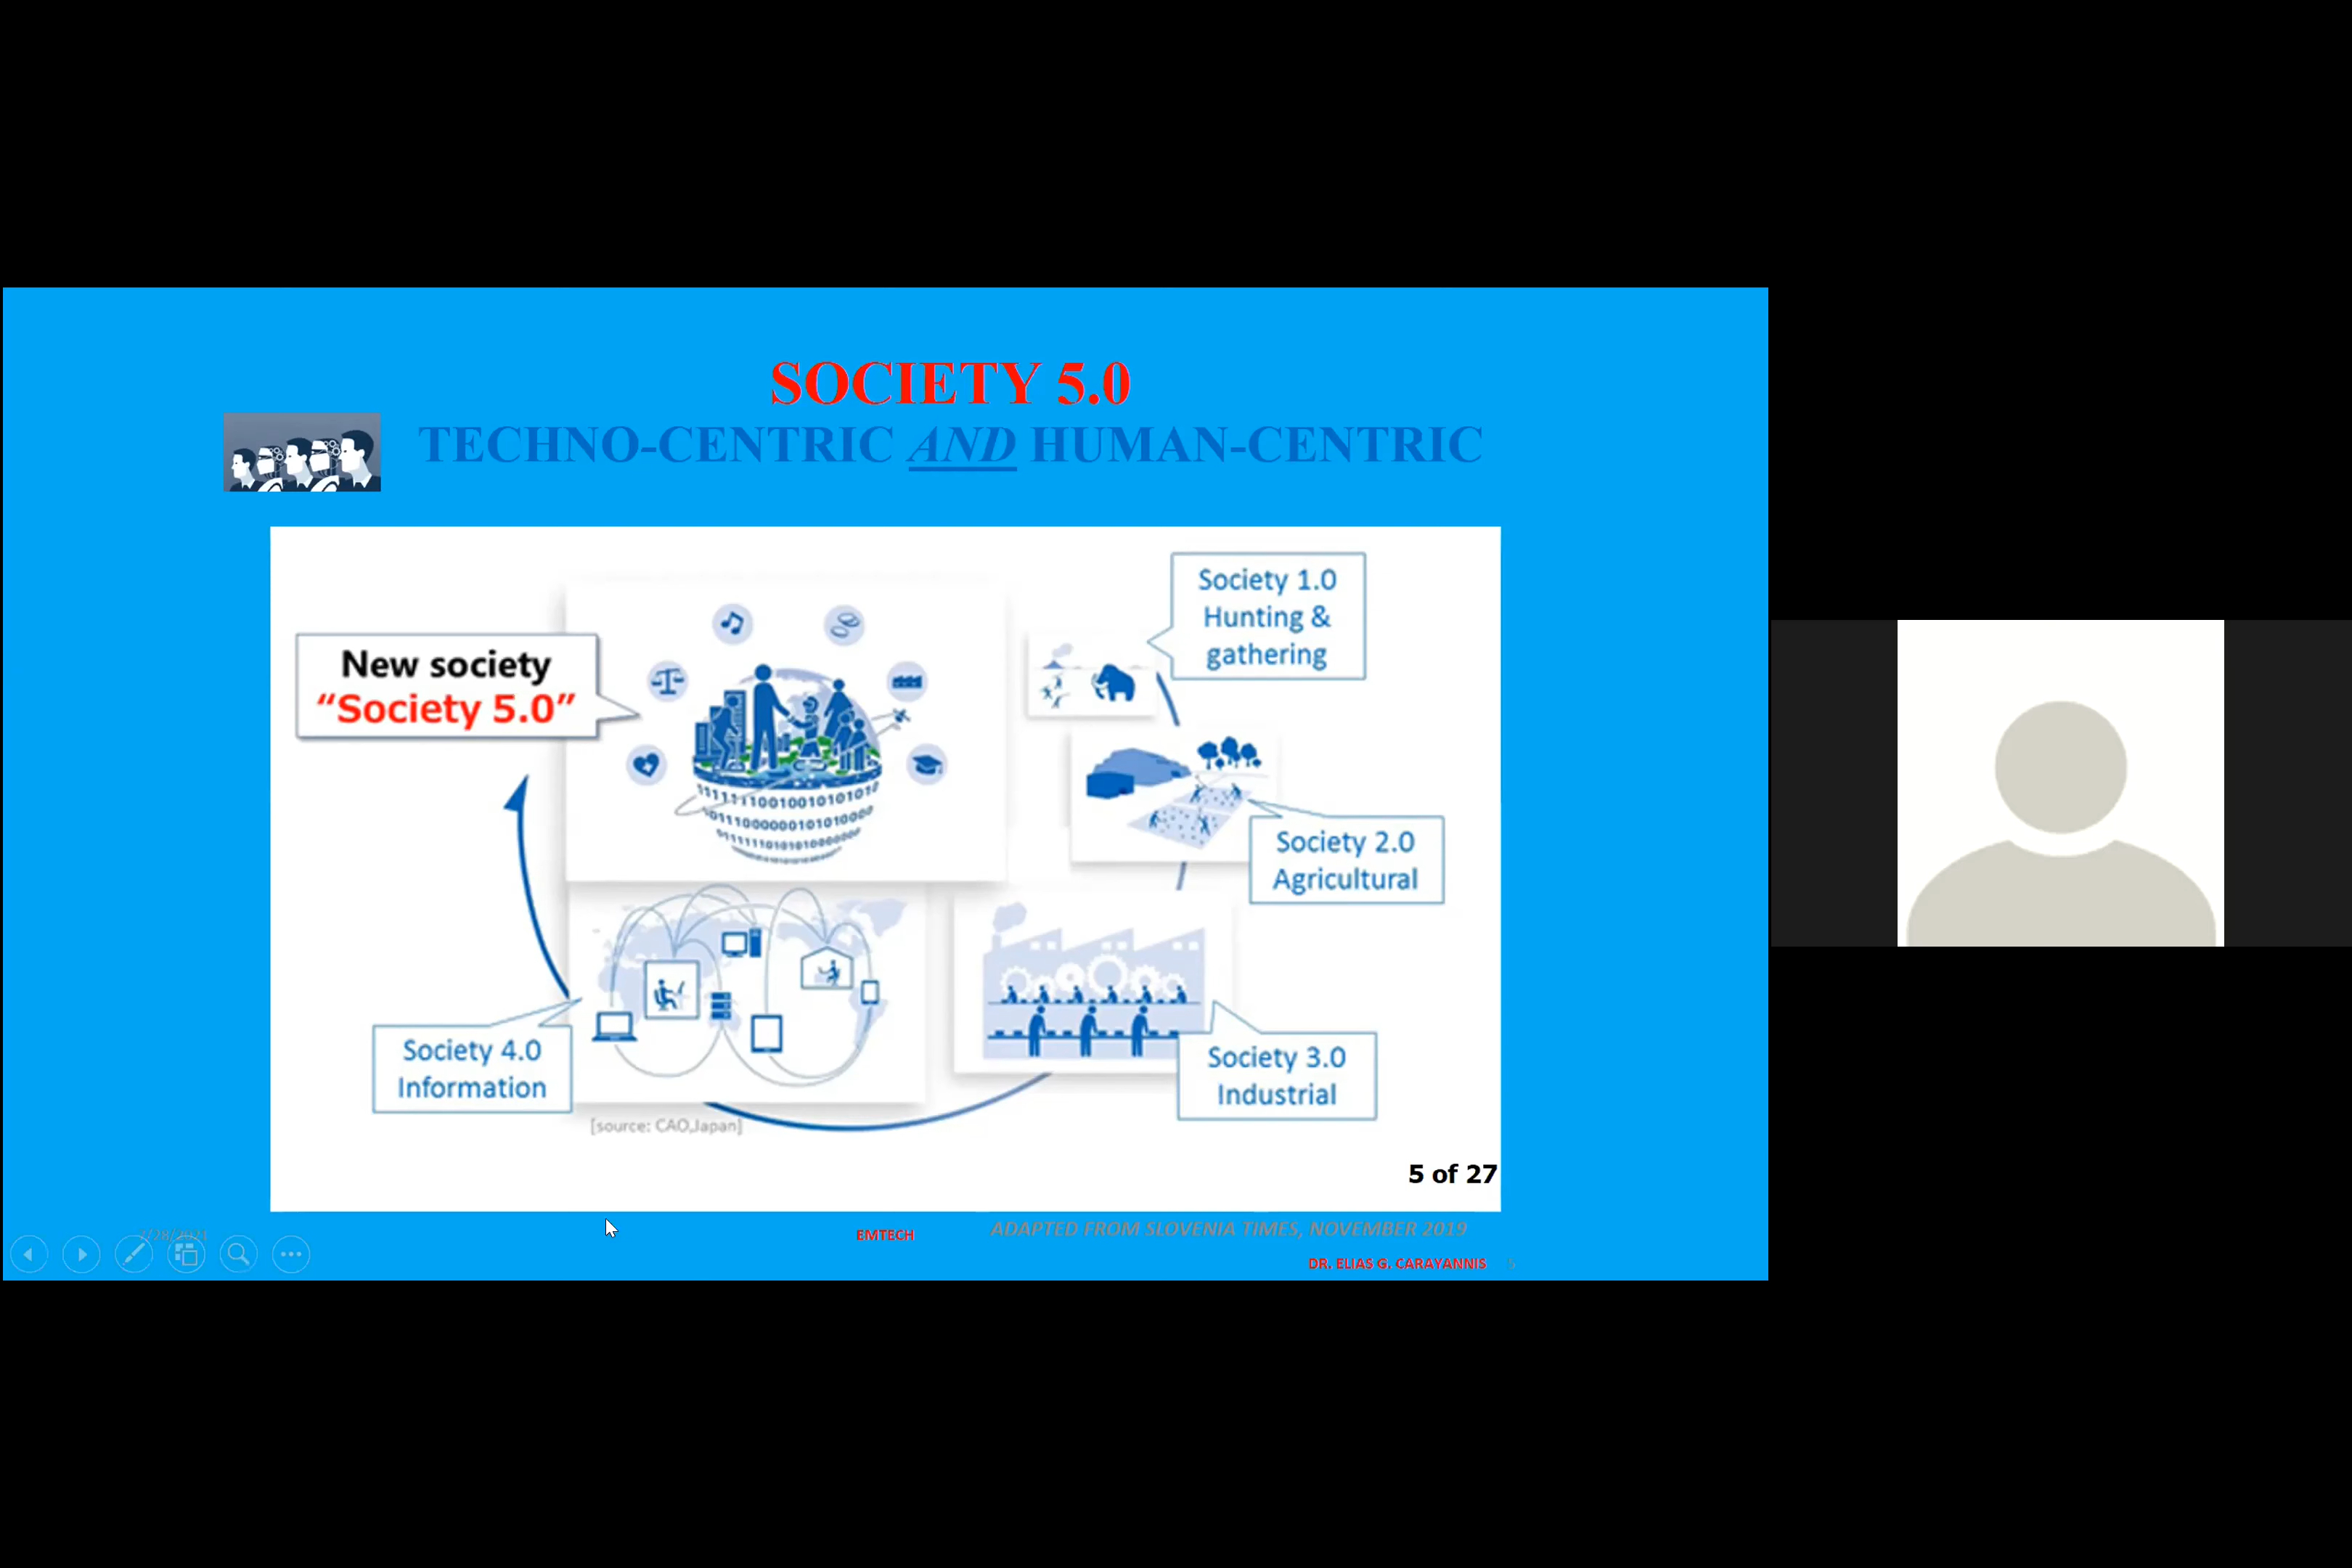 SOCIETY 5.0
TECHNO-CENTRIC AND HUMAN-CENTRIC
New society
“Society 5.0”
Society 1.0
Hunting &
gathering
Society 2.0
Agricultural
Society 3.0
Industrial
Society 4.0
Information
[source: CAO,Japan]
5 of 27
EMTECH
ADAPTED FROM SLOVENIA TIMES, NOVEMBER 2019
DR. ELIAS G. CARAYANNIS
5